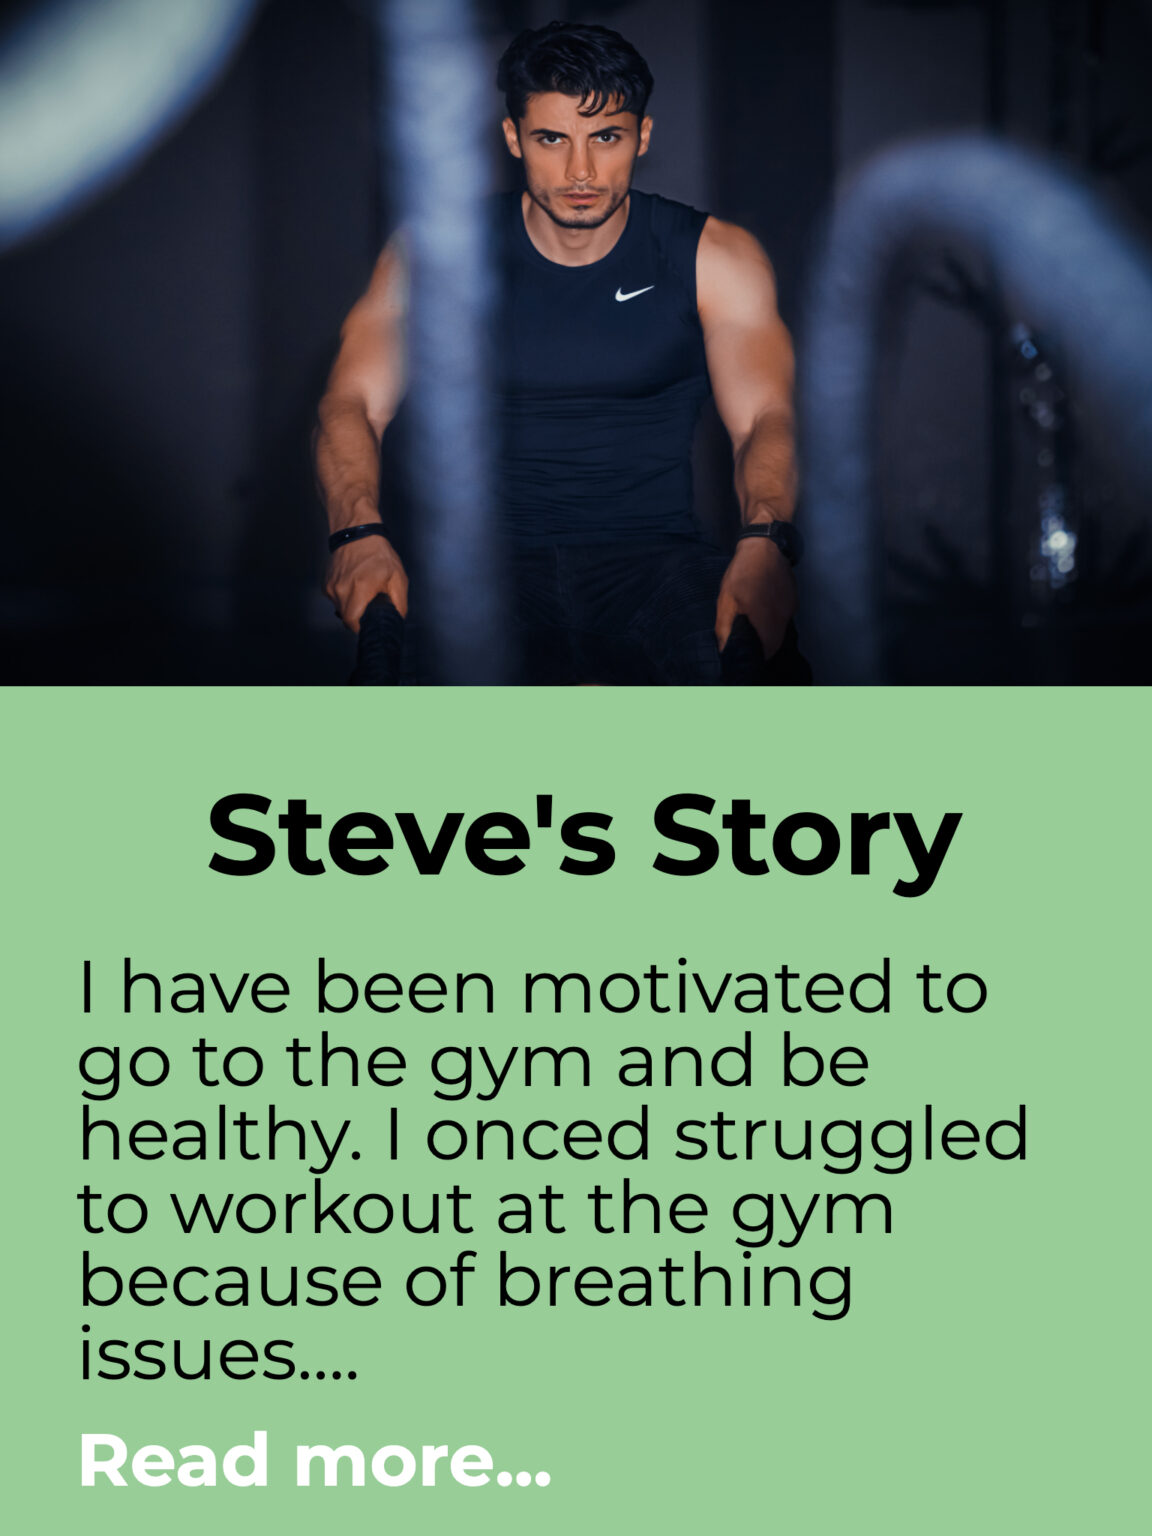 Steve's Story
I have been motivated to
go to the gym and be
healthy. I onced struggled
to workout at the gym
because of breathing
issues....
Read more...